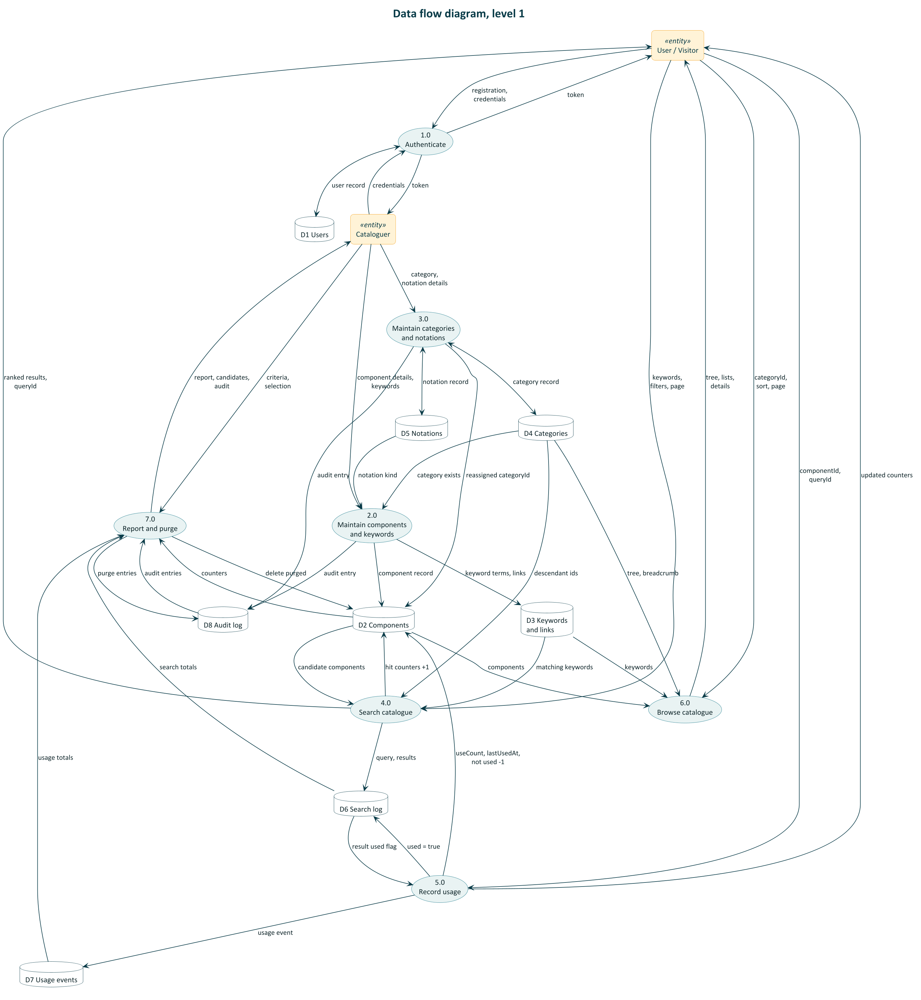 Data flow diagram, level 1
«entity»
User / Visitor
registration,
credentials
token
1.0
Authenticate
user record
credentials
token
D1 Users
«entity»
Cataloguer
category,
notation details
3.0
Maintain categories
and notations
ranked results,
queryId
report, candidates,
audit
criteria,
selection
component details,
keywords
notation record
category record
keywords,
filters, page
tree, lists,
details
categoryId,
sort, page
D5 Notations
D4 Categories
audit entry
notation kind
category exists
reassigned categoryId
componentId,
queryId
updated counters
7.0
Report and purge
2.0
Maintain components
and keywords
purge entries
audit entries
counters
delete purged
audit entry
component record
keyword terms, links
descendant ids
tree, breadcrumb
D8 Audit log
D2 Components
D3 Keywords
and links
search totals
candidate components
hit counters +1
components
matching keywords
keywords
4.0
Search catalogue
6.0
Browse catalogue
usage totals
query, results
useCount, lastUsedAt,
not used -1
D6 Search log
result used flag
used = true
5.0
Record usage
usage event
D7 Usage events